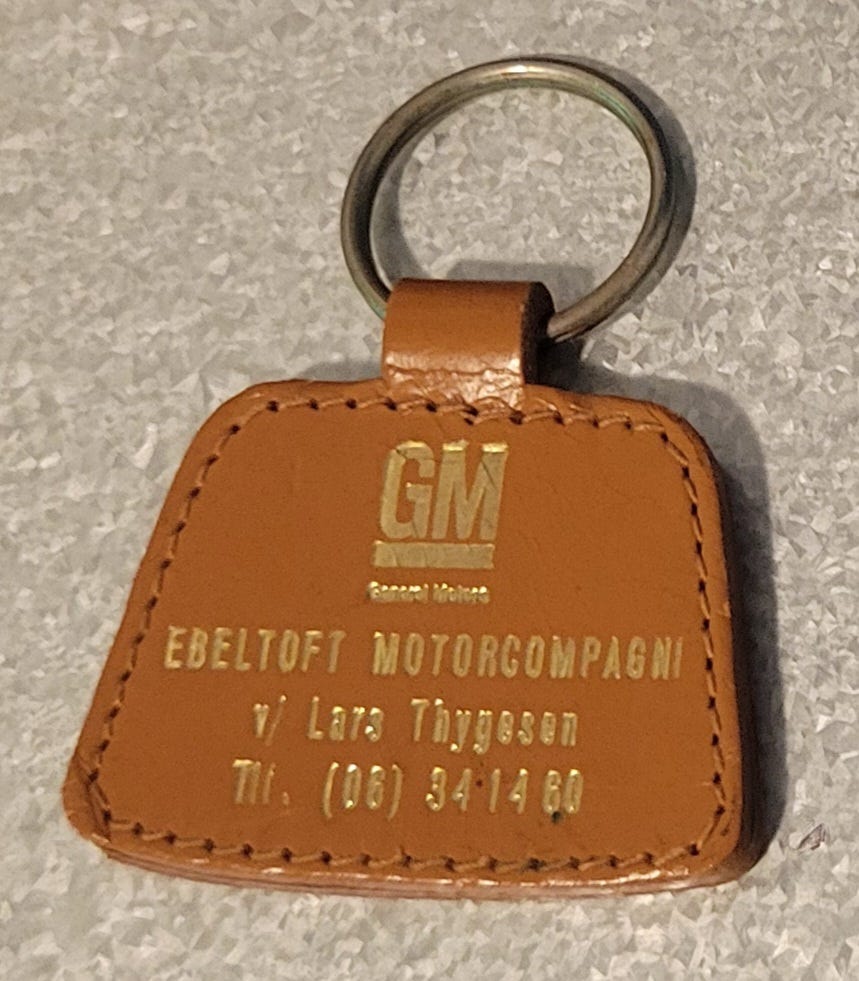 GM
General Motors
EBELTOFT MOTORCOMPAGNI
v/ Lars Thygesen
Tlf. (06) 34 14 60